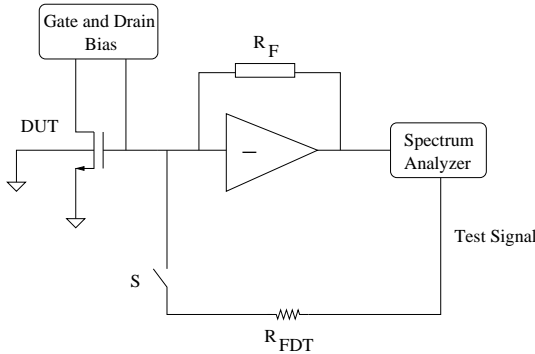 Gate and Drain
Bias
R
F
DUT
−
Spectrum
Analyzer
Test Signal
S
R
FDT